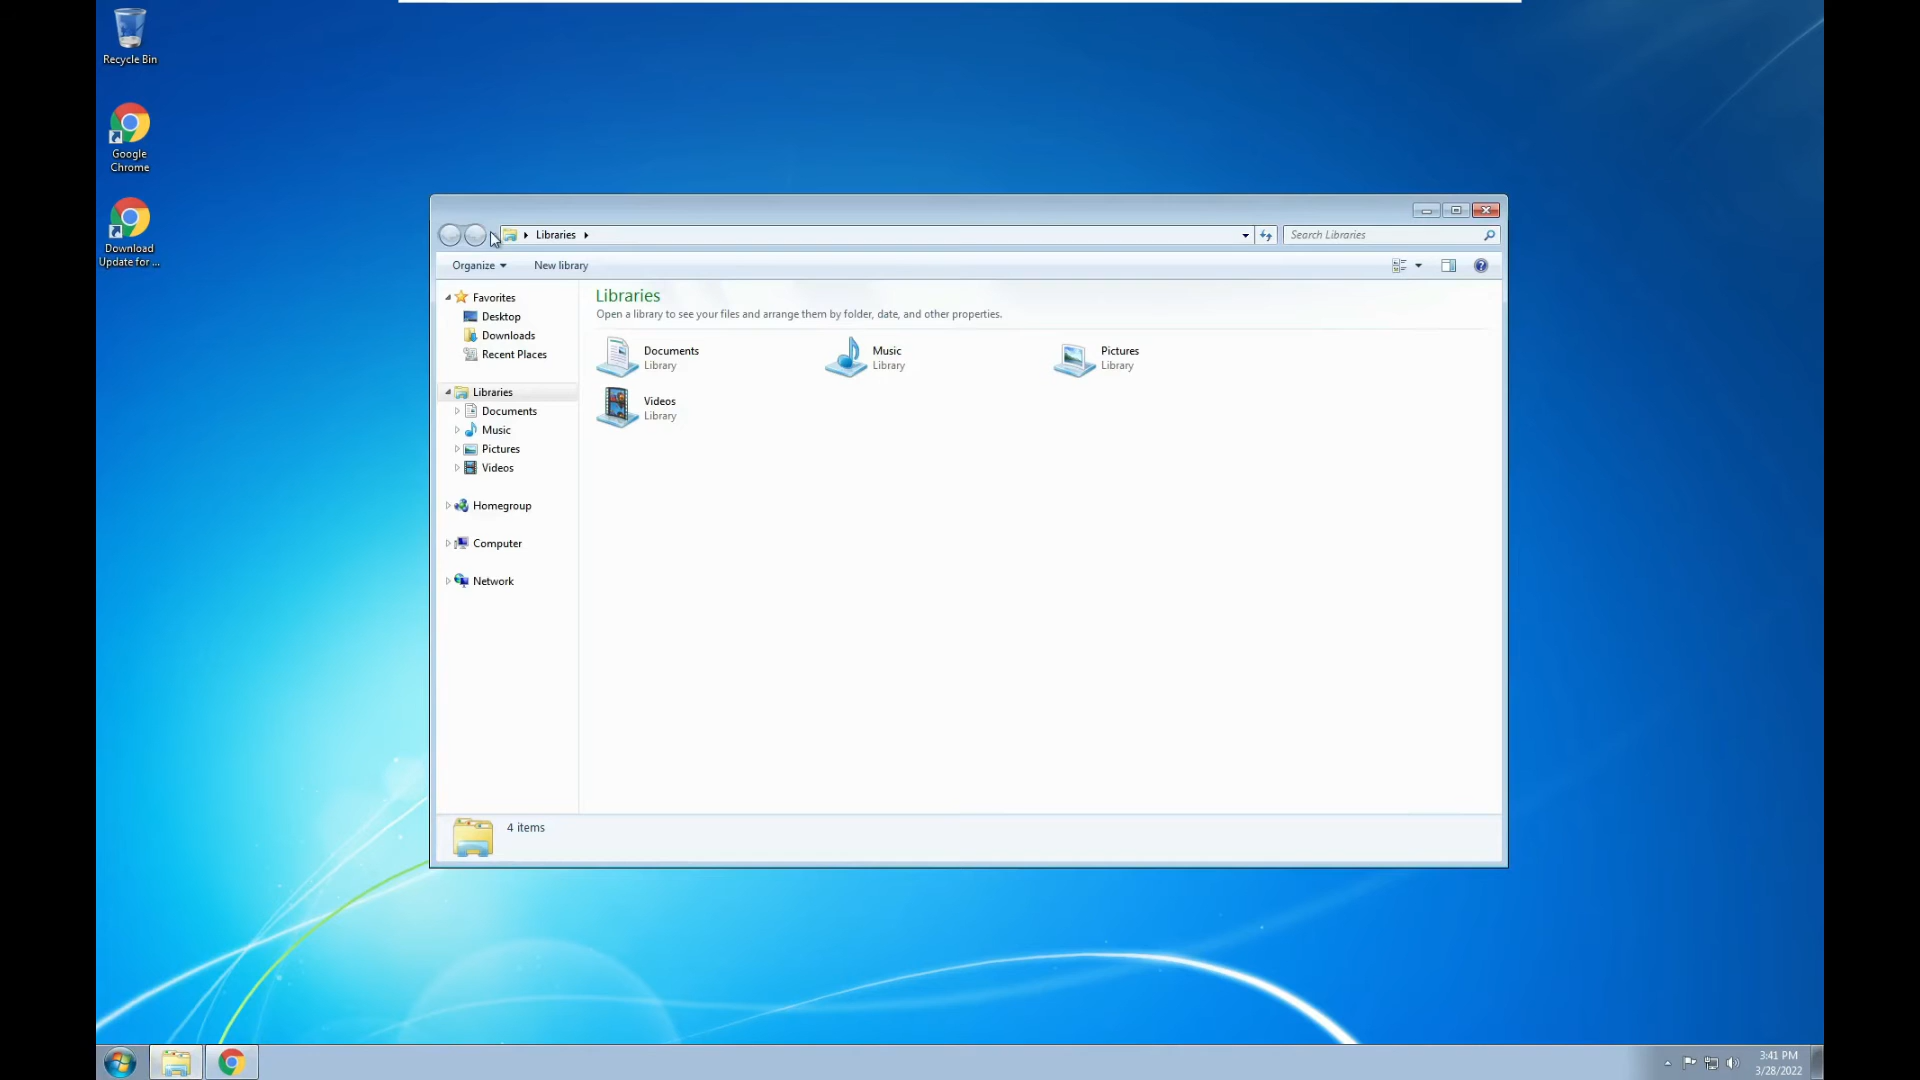 Recycle Bin
Google
Chrome
Download
Update for ...
Libraries
Search Libraries
Organize
New library
Favorites
Desktop
Downloads
Recent Places
Libraries
Documents
Music
Pictures
Videos
Homegroup
Computer
Network
Libraries
Open a library to see your files and arrange them by folder, date, and other properties.
Documents
Library
Music
Library
Pictures
Library
Videos
Library
4 items
3:41 PM
3/28/2022